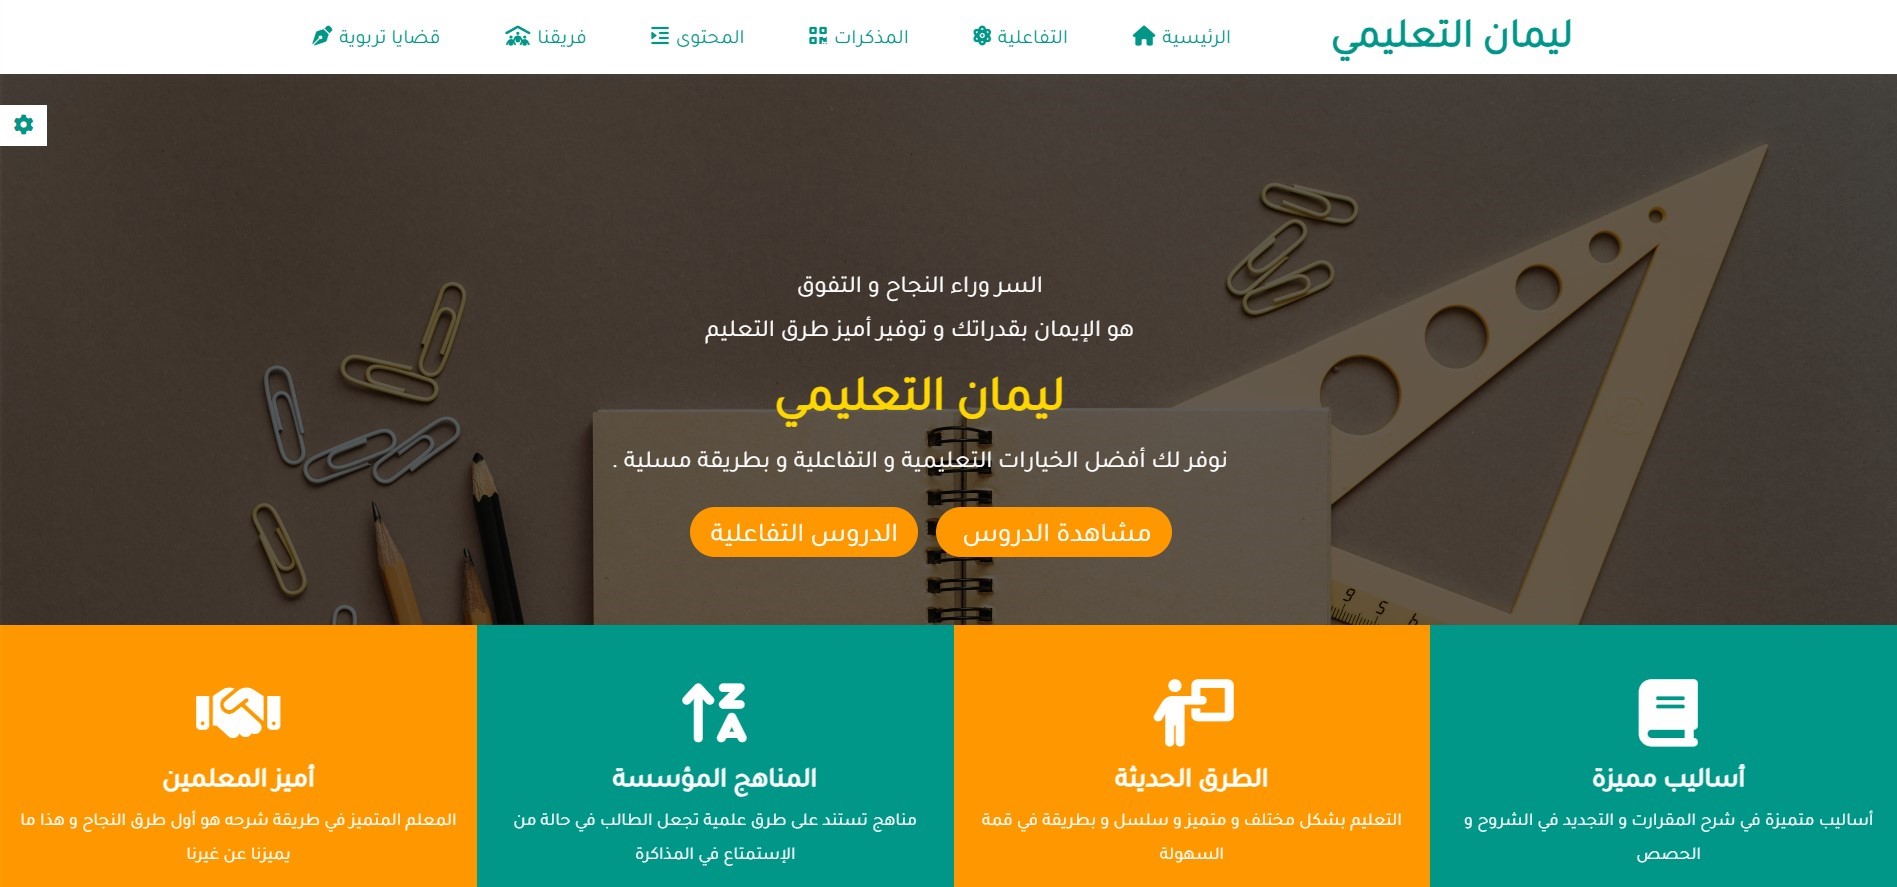 ليمان التعليمي
الرئيسية
التفاعلية
المذكرات
المحتوى
فريقنا
قضايا تربوية
السر وراء النجاح و التفوق
هو الإيمان بقدراتك و توفير أميز طرق التعليم
ليمان التعليمي
نوفر لك أفضل الخيارات التعليمية و التفاعلية و بطريقة مسلية .
مشاهدة الدروس
الدروس التفاعلية
أساليب مميزة
أساليب متميزة في شرح المقرارت و التجديد في الشروح و
الحصص
الطرق الحديثة
التعليم بشكل مختلف و متميز و سلسل و بطريقة في قمة
السهولة
المناهج المؤسسة
مناهج تستند على طرق علمية تجعل الطالب في حالة من
الإستمتاع في المذاكرة
أميز المعلمين
المعلم المتميز في طريقة شرحه هو أول طرق النجاح و هذا ما
يميزنا عن غيرنا